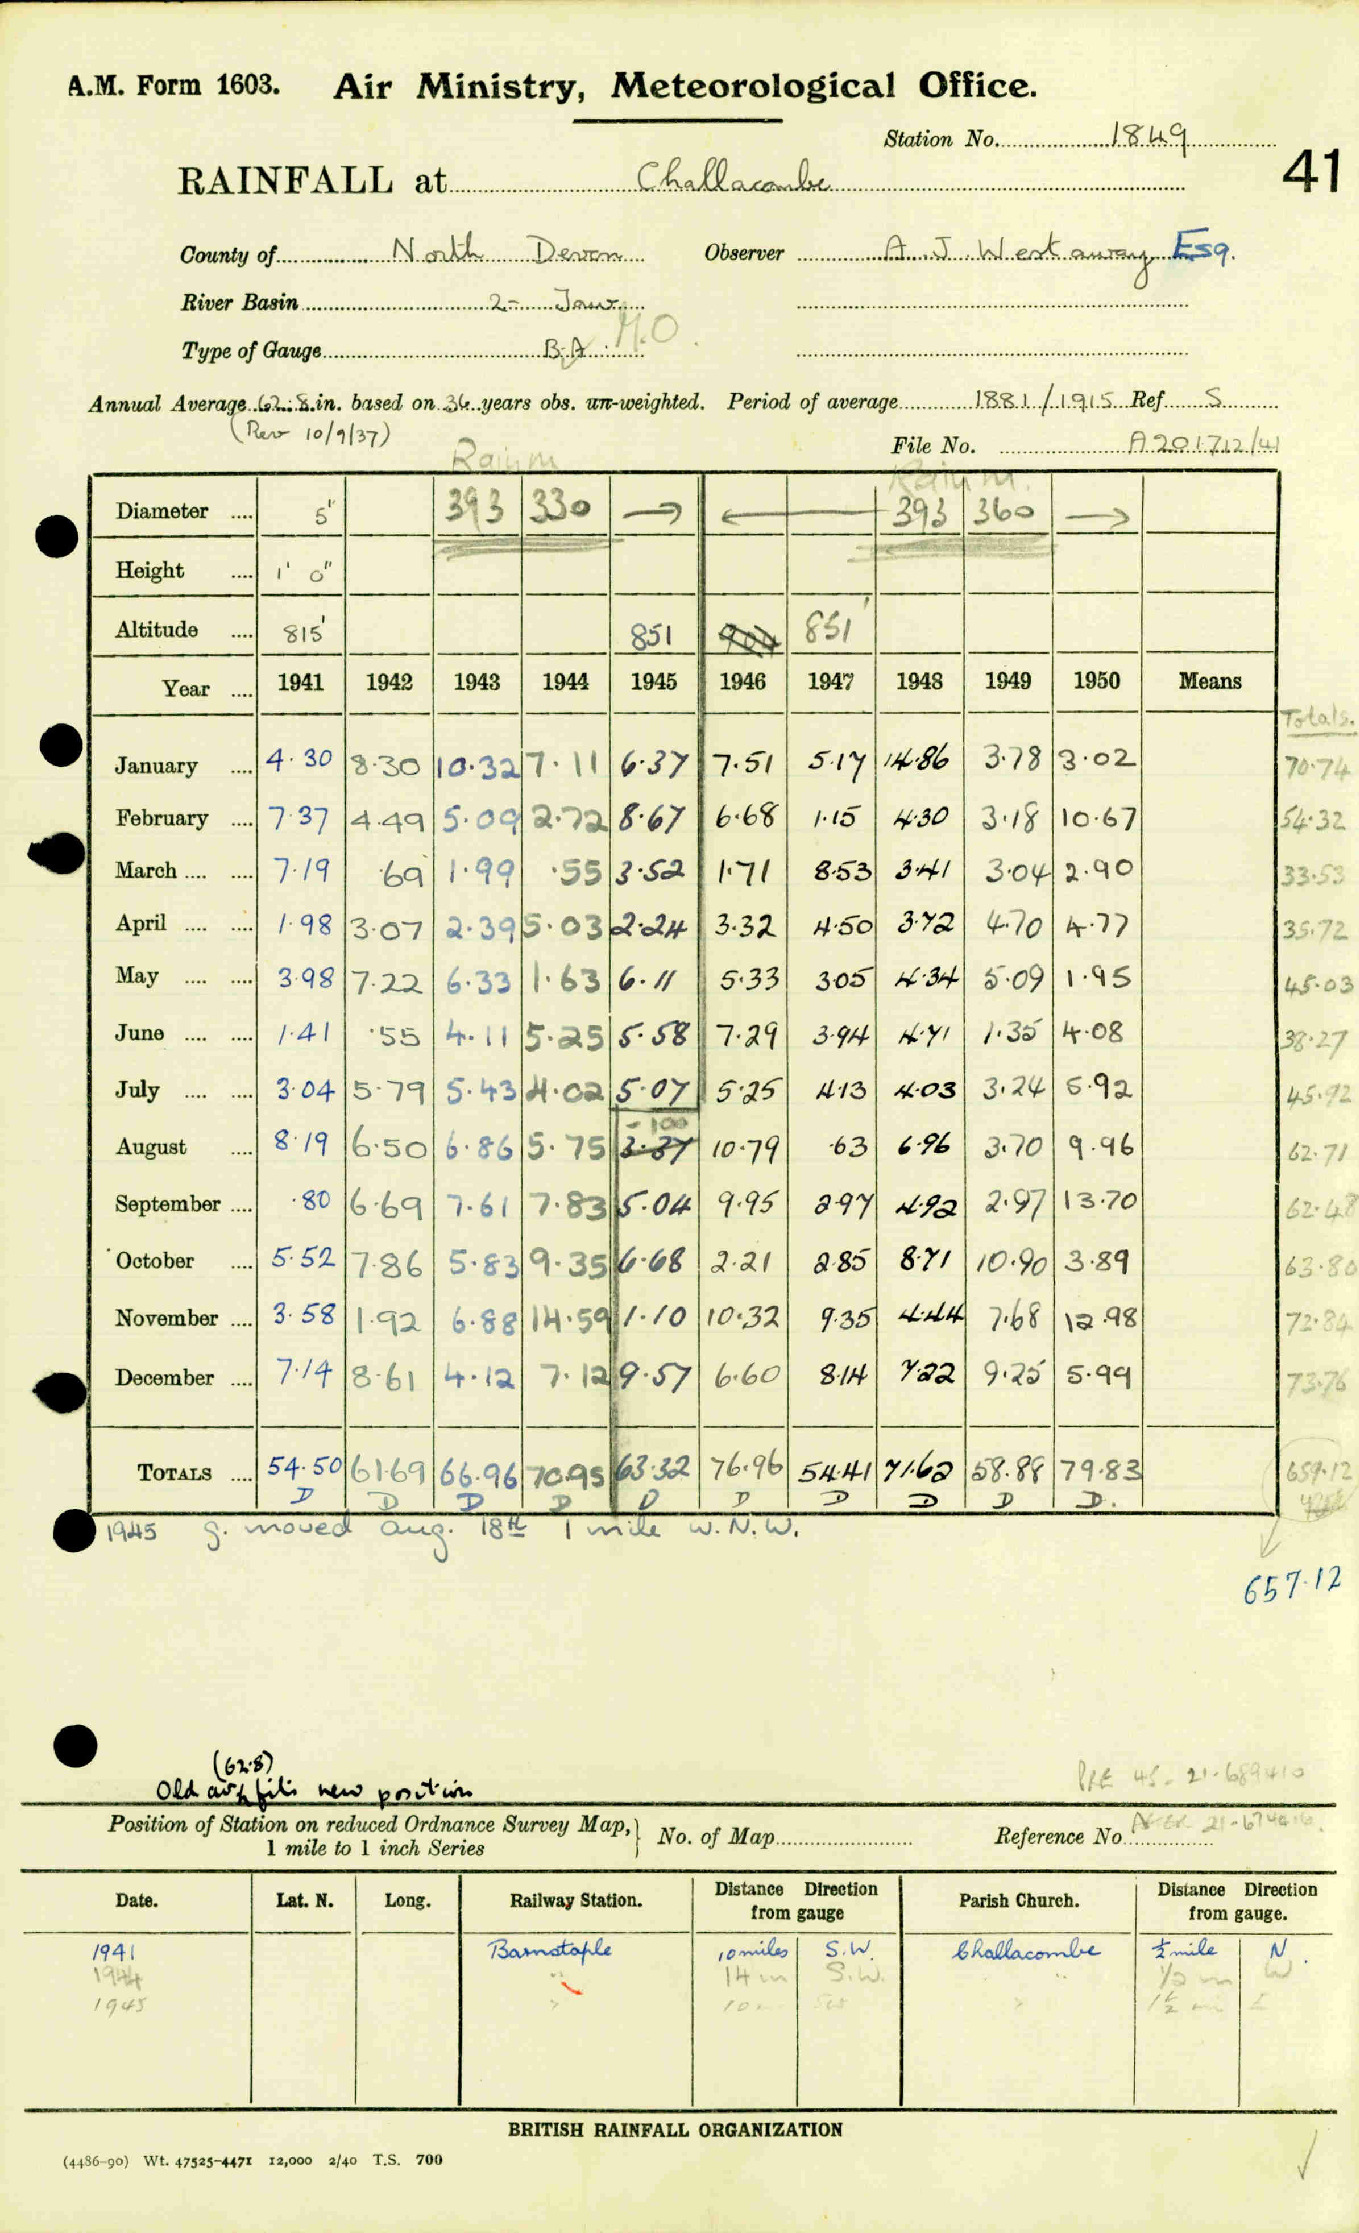 A.M. Form 1603. Air Ministry, Meteorological Office.
Station No. 1849
41
RAINFALL at Challacombe
County of North Devon Observer A. J. Westaway Esq.
River Basin 2- Taw
Type of Gauge B.A M.O.
Annual Average 62.8 in. based on 36 years obs. un-weighted. Period of average 1881/1915 Ref S
(Rev 10/9/37)
File No. A201712/41
Rainm Rainm.
Diameter .... 5" 393 330 → ← 393 360 →
Height .... 1' 0"
Altitude .... 815' 851 904 851'
Year .... 1941 1942 1943 1944 1945 1946 1947 1948 1949 1950 Means
Totals.
January .... 4.30 8.30 10.32 7.11 6.37 7.51 5.17 14.86 3.78 3.02 70.74
February .... 7.37 4.49 5.09 2.72 8.67 6.68 1.15 4.30 3.18 10.67 54.32
March .... .... 7.19 .69 1.99 .55 3.52 1.71 8.53 3.41 3.04 2.90 33.53
April .... .... 1.98 3.07 2.39 5.03 2.24 3.32 4.50 3.72 4.70 4.77 35.72
May .... .... 3.98 7.22 6.33 1.63 6.11 5.33 3.05 4.34 5.09 1.95 45.03
June .... .... 1.41 .55 4.11 5.25 5.58 7.29 3.94 4.71 1.35 4.08 38.27
July .... .... 3.04 5.79 5.43 4.02 5.07 5.25 4.13 4.03 3.24 5.92 45.92
- 100
August .... 8.19 6.50 6.86 5.75 3.37 10.79 .63 6.96 3.70 9.96 62.71
September .... .80 6.69 7.61 7.83 5.04 9.95 2.97 4.92 2.97 13.70 62.48
October .... 5.52 7.86 5.83 9.35 6.68 2.21 2.85 8.71 10.90 3.89 63.80
November .... 3.58 1.92 6.88 14.59 1.10 10.32 9.35 4.44 7.68 12.98 72.84
December .... 7.14 8.61 4.12 7.12 9.57 6.60 8.14 7.22 9.25 5.99 73.76
TOTALS .... 54.50 61.69 66.96 70.95 63.32 76.96 54.41 71.62 58.88 79.83 659.12
D D D D D D D D D D.
1945 g. moved Aug. 18th 1 mile W.N.W.
657.12
(62.8)
Old av. fits new position
PRE 45- 21-689410
Position of Station on reduced Ordnance Survey Map, 1 mile to 1 inch Series No. of Map Reference No. AFTER
Date. Lat. N. Long. Railway Station. Distance Direction from gauge Parish Church. Distance Direction from gauge.
1941 Barnstaple 10 miles S.W. Challacombe ½ mile N.
1944 " 14 m S.W. " ½ m W
1945 " 10 m SW " 1½ m E
BRITISH RAINFALL ORGANIZATION
(4486-90) Wt. 47525-4471 12,000 2/40 T.S. 700